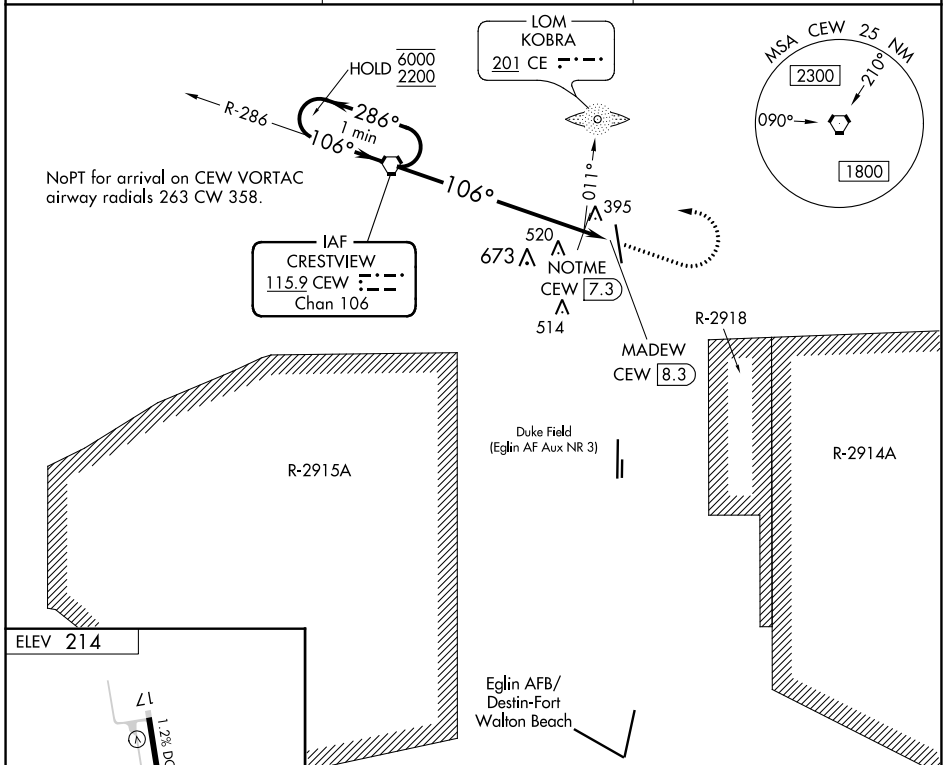 LOM
KOBRA
201 CE
MSA CEW 25 NM
2300
210°
090°
1800
HOLD 6000
2200
R-286
286°
1 min
106°
106°
011°
NoPT for arrival on CEW VORTAC
airway radials 263 CW 358.
IAF
CRESTVIEW
115.9 CEW
Chan 106
395
520
673
NOTME
CEW 7.3
514
MADEW
CEW 8.3
R-2918
Duke Field
(Eglin AF Aux NR 3)
R-2915A
R-2914A
ELEV 214
17
1.2% DO
V
Eglin AFB/
Destin-Fort
Walton Beach